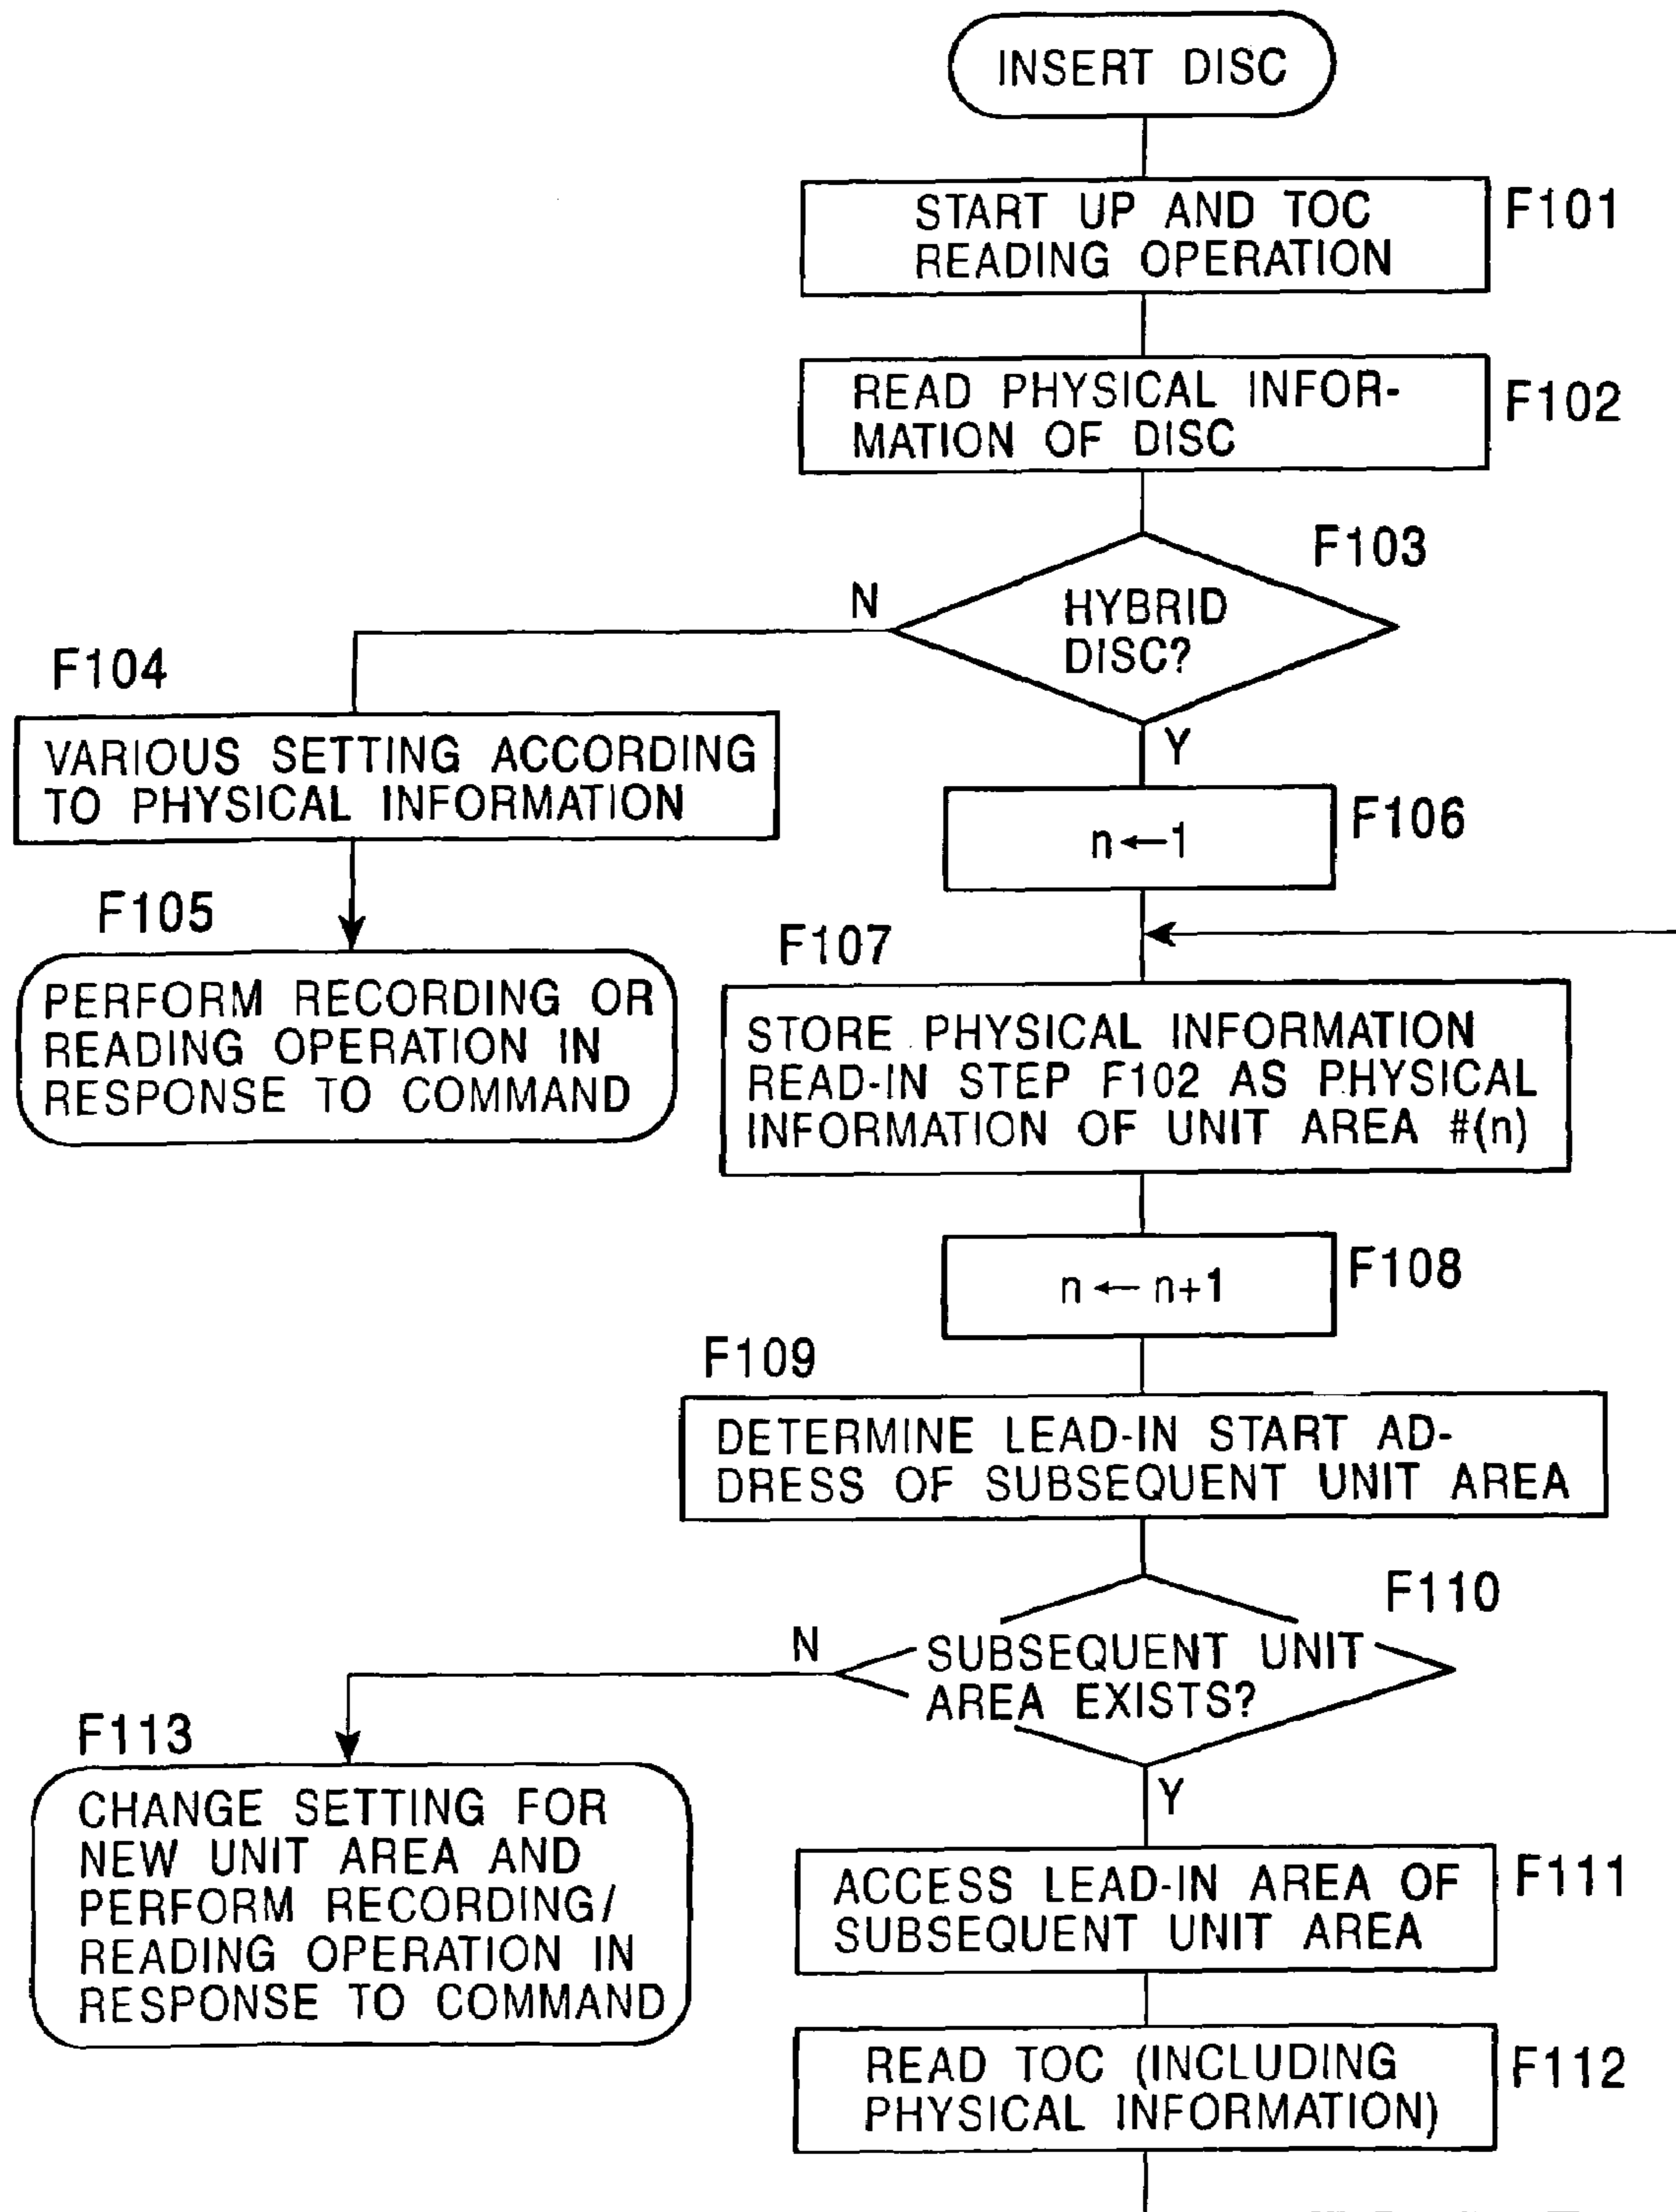 INSERT DISC
START UP AND TOC
READING OPERATION
F101
READ PHYSICAL INFOR-
MATION OF DISC
F102
F103
HYBRID
DISC?
N
Y
F104
VARIOUS SETTING ACCORDING
TO PHYSICAL INFORMATION
F105
PERFORM RECORDING OR
READING OPERATION IN
RESPONSE TO COMMAND
n←1
F106
F107
STORE PHYSICAL INFORMATION
READ-IN STEP F102 AS PHYSICAL
INFORMATION OF UNIT AREA #(n)
n←n+1
F108
F109
DETERMINE LEAD-IN START AD-
DRESS OF SUBSEQUENT UNIT AREA
F110
SUBSEQUENT UNIT
AREA EXISTS?
N
Y
F113
CHANGE SETTING FOR
NEW UNIT AREA AND
PERFORM RECORDING/
READING OPERATION IN
RESPONSE TO COMMAND
ACCESS LEAD-IN AREA OF
SUBSEQUENT UNIT AREA
F111
READ TOC (INCLUDING
PHYSICAL INFORMATION)
F112